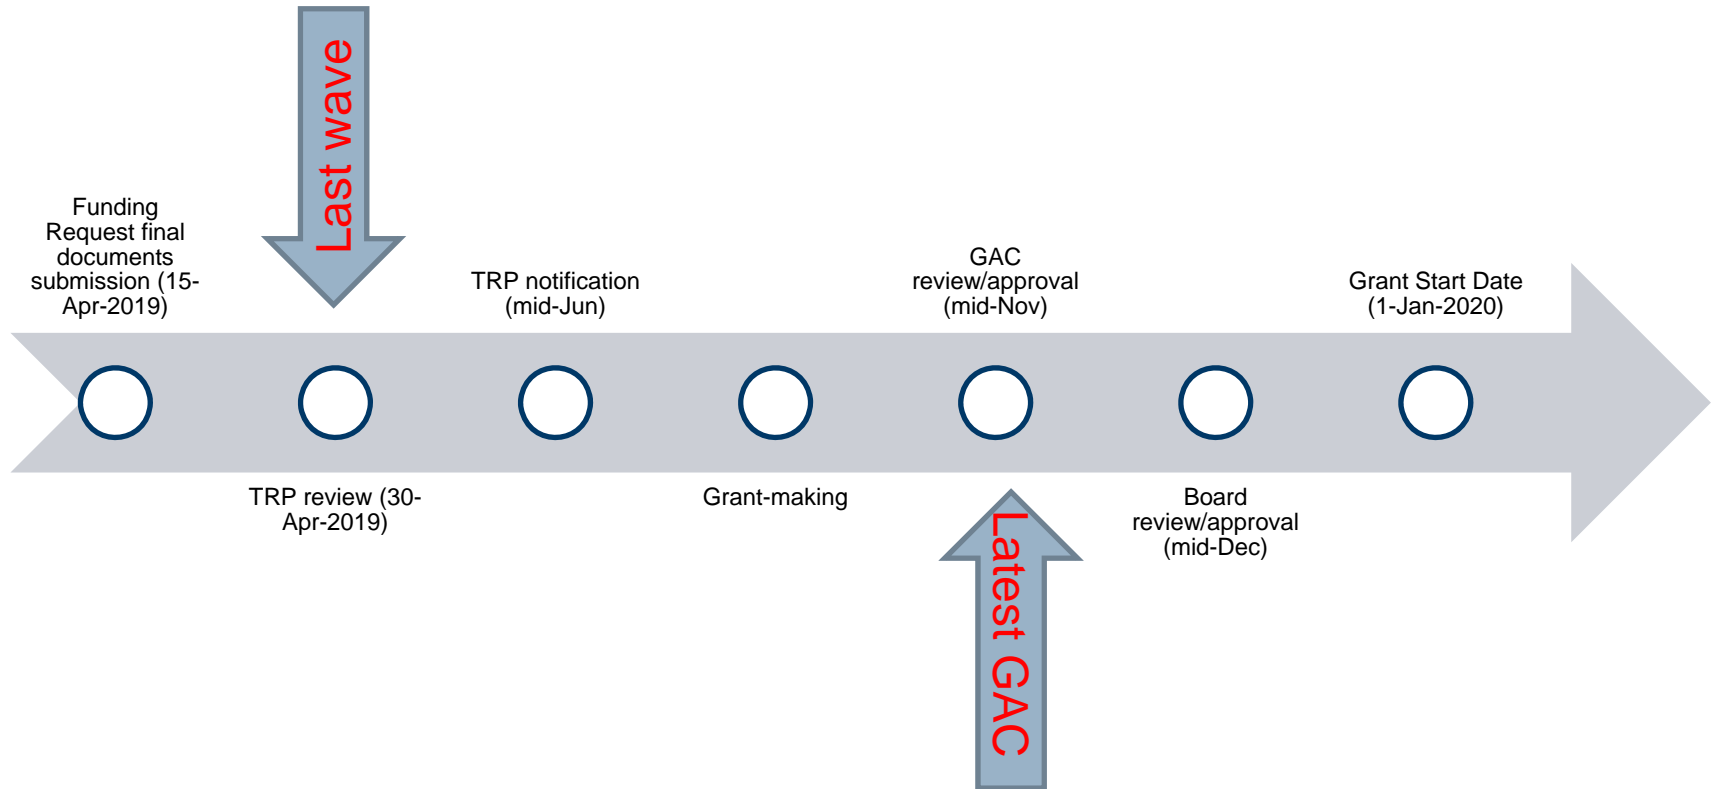 Last wave
Funding
Request final
documents
submission (15-
Apr-2019)
TRP notification
(mid-Jun)
GAC
review/approval
(mid-Nov)
Grant Start Date
(1-Jan-2020)
TRP review (30-
Apr-2019)
Grant-making
Board
review/approval
(mid-Dec)
Latest GAC